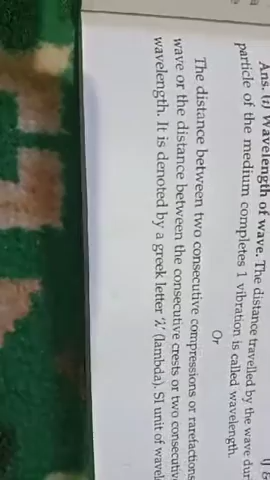 Ans. (i) Wavelength of wave. The distance travelled by the wave dur
particle of the medium completes 1 vibration is called wavelength.
Or
The distance between two consecutive compressions or rarefactions
wave or the distance between the consecutive crests or two consecutiv
wavelength. It is denoted by a greek letter 'λ' (lambda). SI unit of wavel